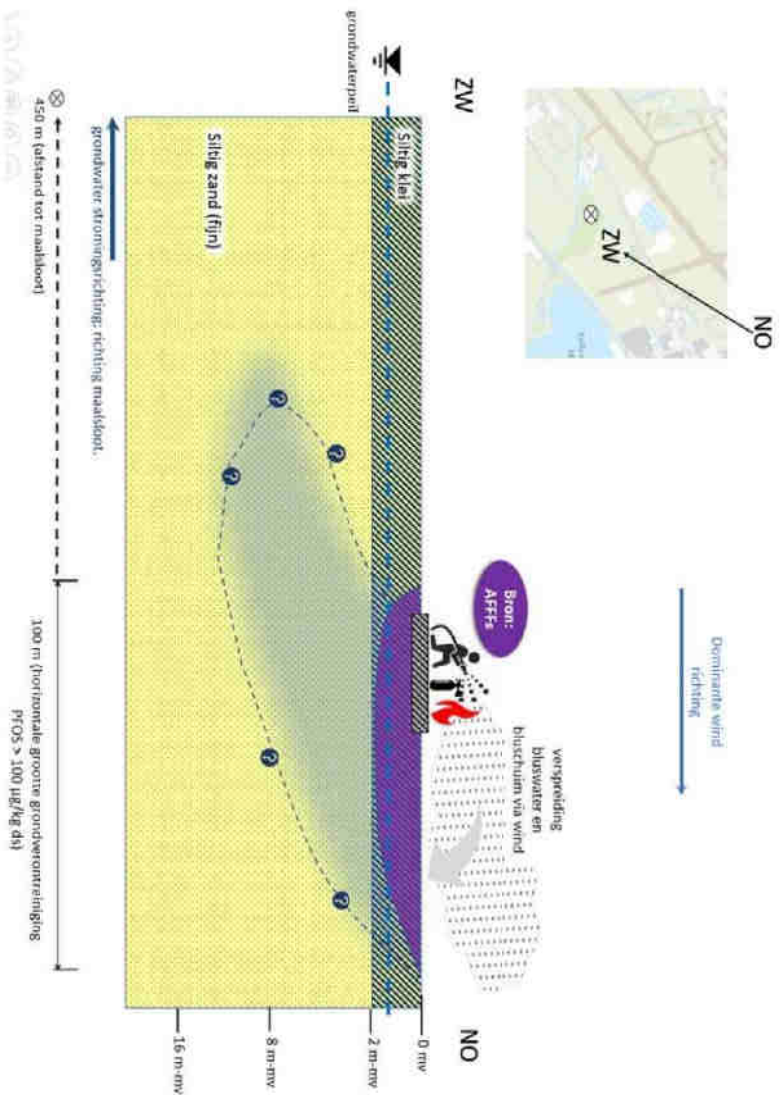 NO
ZW
Dominante wind
richting
verspreiding
bluswater en
blusschuim via wind
Bron:
AFFFs
ZW
NO
grondwaterpeil
Siltig klei
Siltig zand (fijn)
0 mv
2 m-mv
8 m-mv
16 m-mv
?
?
?
?
?
grondwater stromingsrichting: richting maalsloot.
450 m (afstand tot maalsloot)
100 m (horizontale grootte grondverontreiniging
PFOS > 100 µg/kg ds)